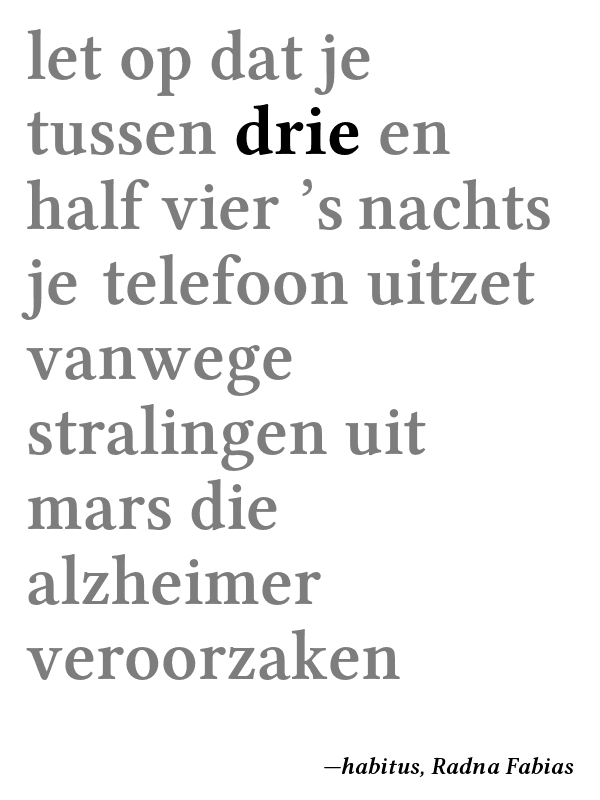 let op dat je
tussen drie en
half vier ’s nachts
je telefoon uitzet
vanwege
stralingen uit
mars die
alzheimer
veroorzaken
—habitus, Radna Fabias